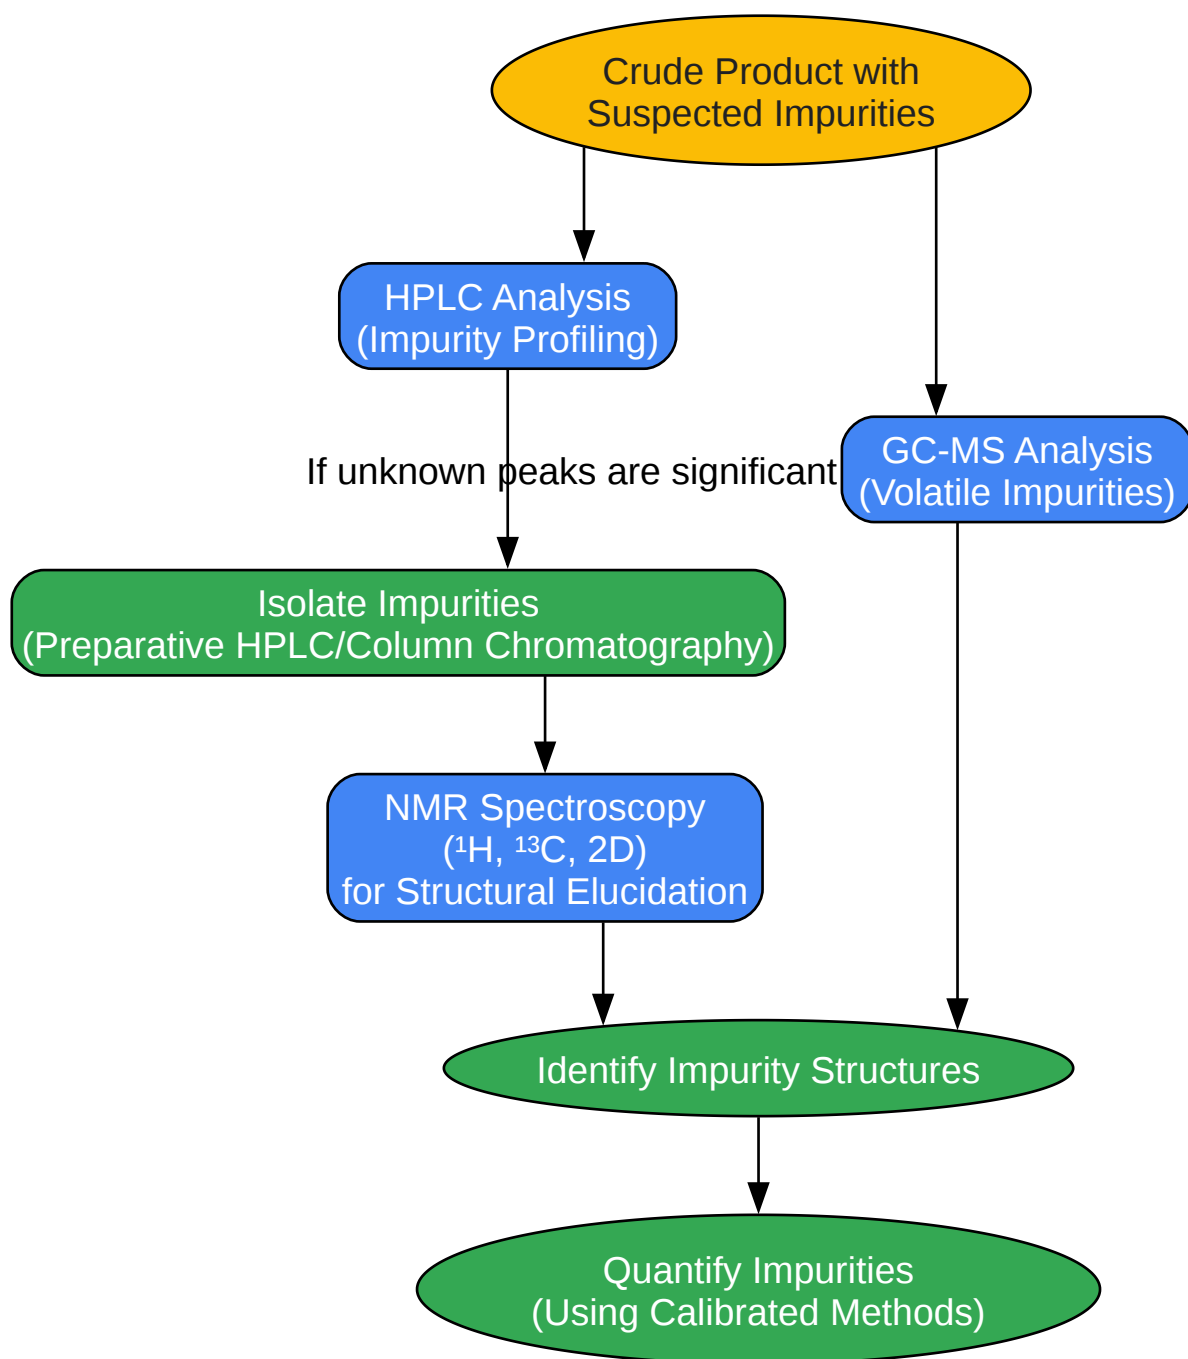 Crude Product with
Suspected Impurities
HPLC Analysis
(Impurity Profiling)
If unknown peaks are significant
GC-MS Analysis
(Volatile Impurities)
Isolate Impurities
(Preparative HPLC/Column Chromatography)
NMR Spectroscopy
(¹H, ¹³C, 2D)
for Structural Elucidation
Identify Impurity Structures
Quantify Impurities
(Using Calibrated Methods)